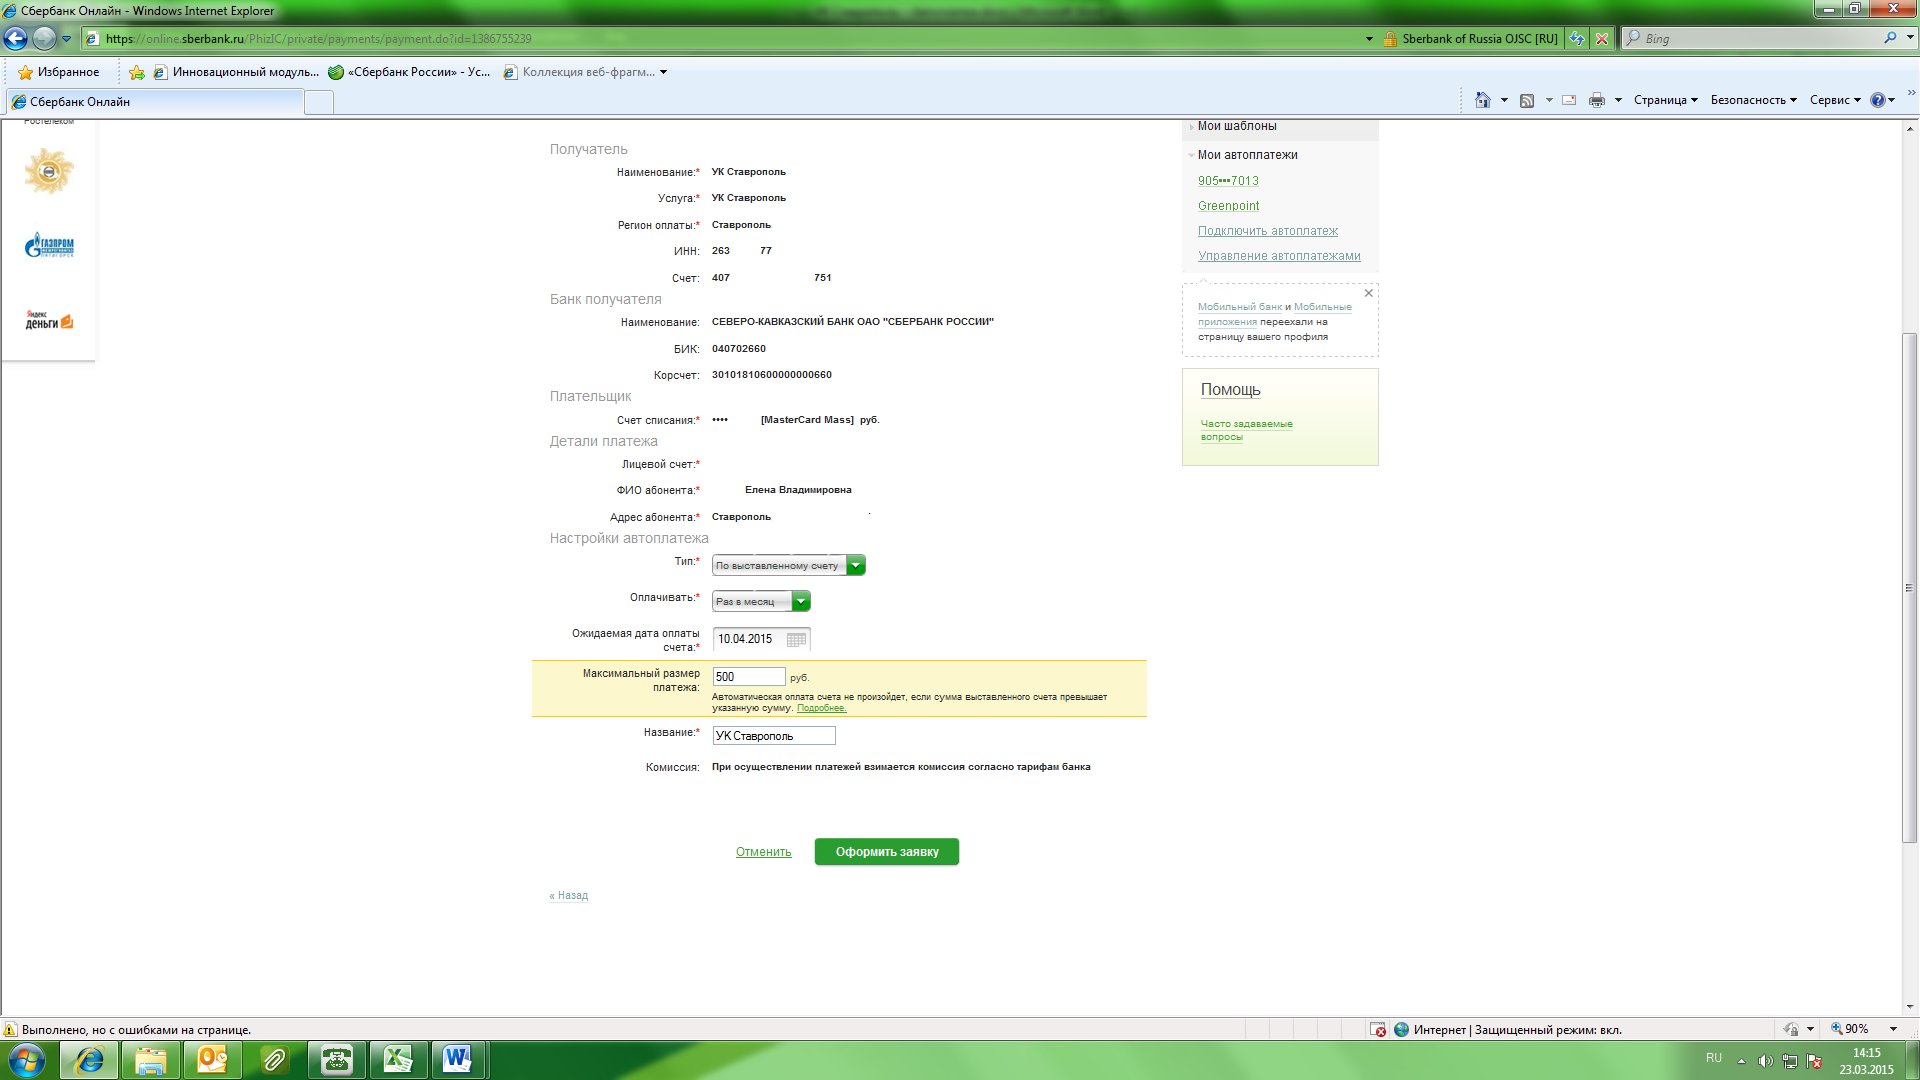 Сбербанк Онлайн - Windows Internet Explorer
https://online.sberbank.ru/PhizIC/private/payments/payment.do?id=1386755239
Sberbank of Russia OJSC [RU]
Bing
Избранное
Инновационный модуль...
«Сбербанк России» - Ус...
Коллекция веб-фрагм...
Сбербанк Онлайн
Страница
Безопасность
Сервис
Ростелеком
ГАЗПРОМ
МЕЖРЕГИОНГАЗ
ПЯТИГОРСК
Яндекс
деньги
Получатель
Наименование:* УК Ставрополь
Услуга:* УК Ставрополь
Регион оплаты:* Ставрополь
ИНН: 263 77
Счет: 407 751
Банк получателя
Наименование: СЕВЕРО-КАВКАЗСКИЙ БАНК ОАО "СБЕРБАНК РОССИИ"
БИК: 040702660
Корсчет: 30101810600000000660
Плательщик
Счет списания:* •••• [MasterCard Mass] руб.
Детали платежа
Лицевой счет:*
ФИО абонента:* Елена Владимировна
Адрес абонента:* Ставрополь
Настройки автоплатежа
Тип:* По выставленному счету
Оплачивать:* Раз в месяц
Ожидаемая дата оплаты
счета:* 10.04.2015
Максимальный размер
платежа: 500 руб.
Автоматическая оплата счета не произойдет, если сумма выставленного счета превышает
указанную сумму. Подробнее.
Название:* УК Ставрополь
Комиссия: При осуществлении платежей взимается комиссия согласно тарифам банка
Отменить
Оформить заявку
« Назад
Мои шаблоны
Мои автоплатежи
905•••7013
Greenpoint
Подключить автоплатеж
Управление автоплатежами
Мобильный банк и Мобильные
приложения переехали на
страницу вашего профиля
Помощь
Часто задаваемые
вопросы
Выполнено, но с ошибками на странице.
Интернет | Защищенный режим: вкл.
90%
RU
14:15
23.03.2015